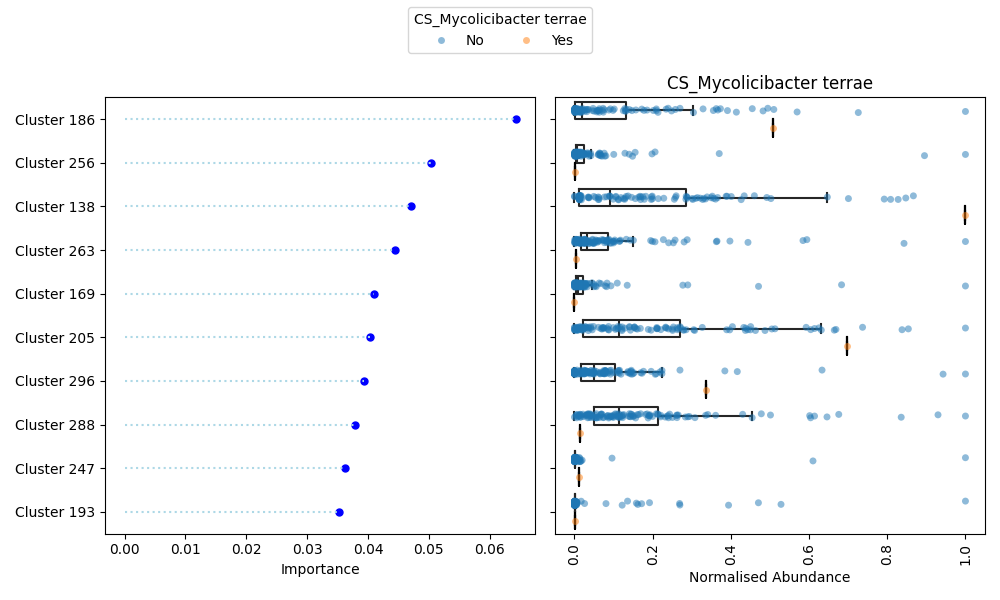 CS_Mycolicibacter terrae
No Yes
CS_Mycolicibacter terrae
Cluster 186
Cluster 256
Cluster 138
Cluster 263
Cluster 169
Cluster 205
Cluster 296
Cluster 288
Cluster 247
Cluster 193
0.00 0.01 0.02 0.03 0.04 0.05 0.06
Importance
0.0 0.2 0.4 0.6 0.8 1.0
Normalised Abundance